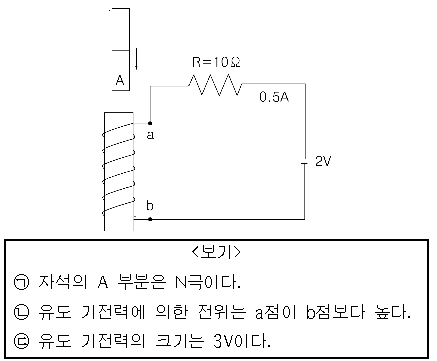 R=10Ω
A
0.5A
a
2V
b
<보기>
㉠ 자석의 A 부분은 N극이다.
㉡ 유도 기전력에 의한 전위는 a점이 b점보다 높다.
㉢ 유도 기전력의 크기는 3V이다.